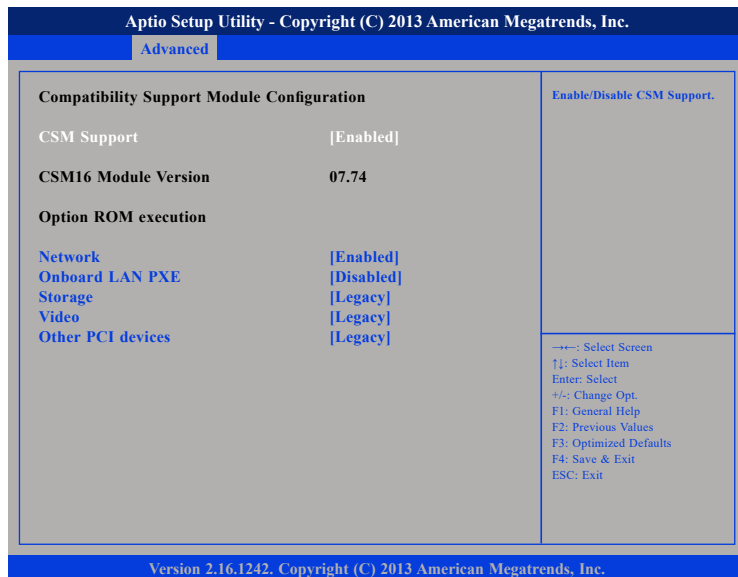 Aptio Setup Utility - Copyright (C) 2013 American Megatrends, Inc.
Advanced
Compatibility Support Module Configuration
CSM Support [Enabled]
CSM16 Module Version 07.74
Option ROM execution
Network [Enabled]
Onboard LAN PXE [Disabled]
Storage [Legacy]
Video [Legacy]
Other PCI devices [Legacy]
Enable/Disable CSM Support.
→←: Select Screen
↑↓: Select Item
Enter: Select
+/-: Change Opt.
F1: General Help
F2: Previous Values
F3: Optimized Defaults
F4: Save & Exit
ESC: Exit
Version 2.16.1242. Copyright (C) 2013 American Megatrends, Inc.